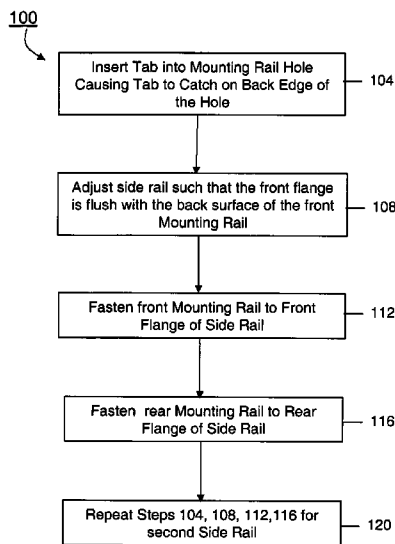 100
Insert Tab into Mounting Rail Hole
Causing Tab to Catch on Back Edge of
the Hole
104
Adjust side rail such that the front flange
is flush with the back surface of the front
Mounting Rail
108
Fasten front Mounting Rail to Front
Flange of Side Rail
112
Fasten rear Mounting Rail to Rear
Flange of Side Rail
116
Repeat Steps 104, 108, 112,116 for
second Side Rail
120